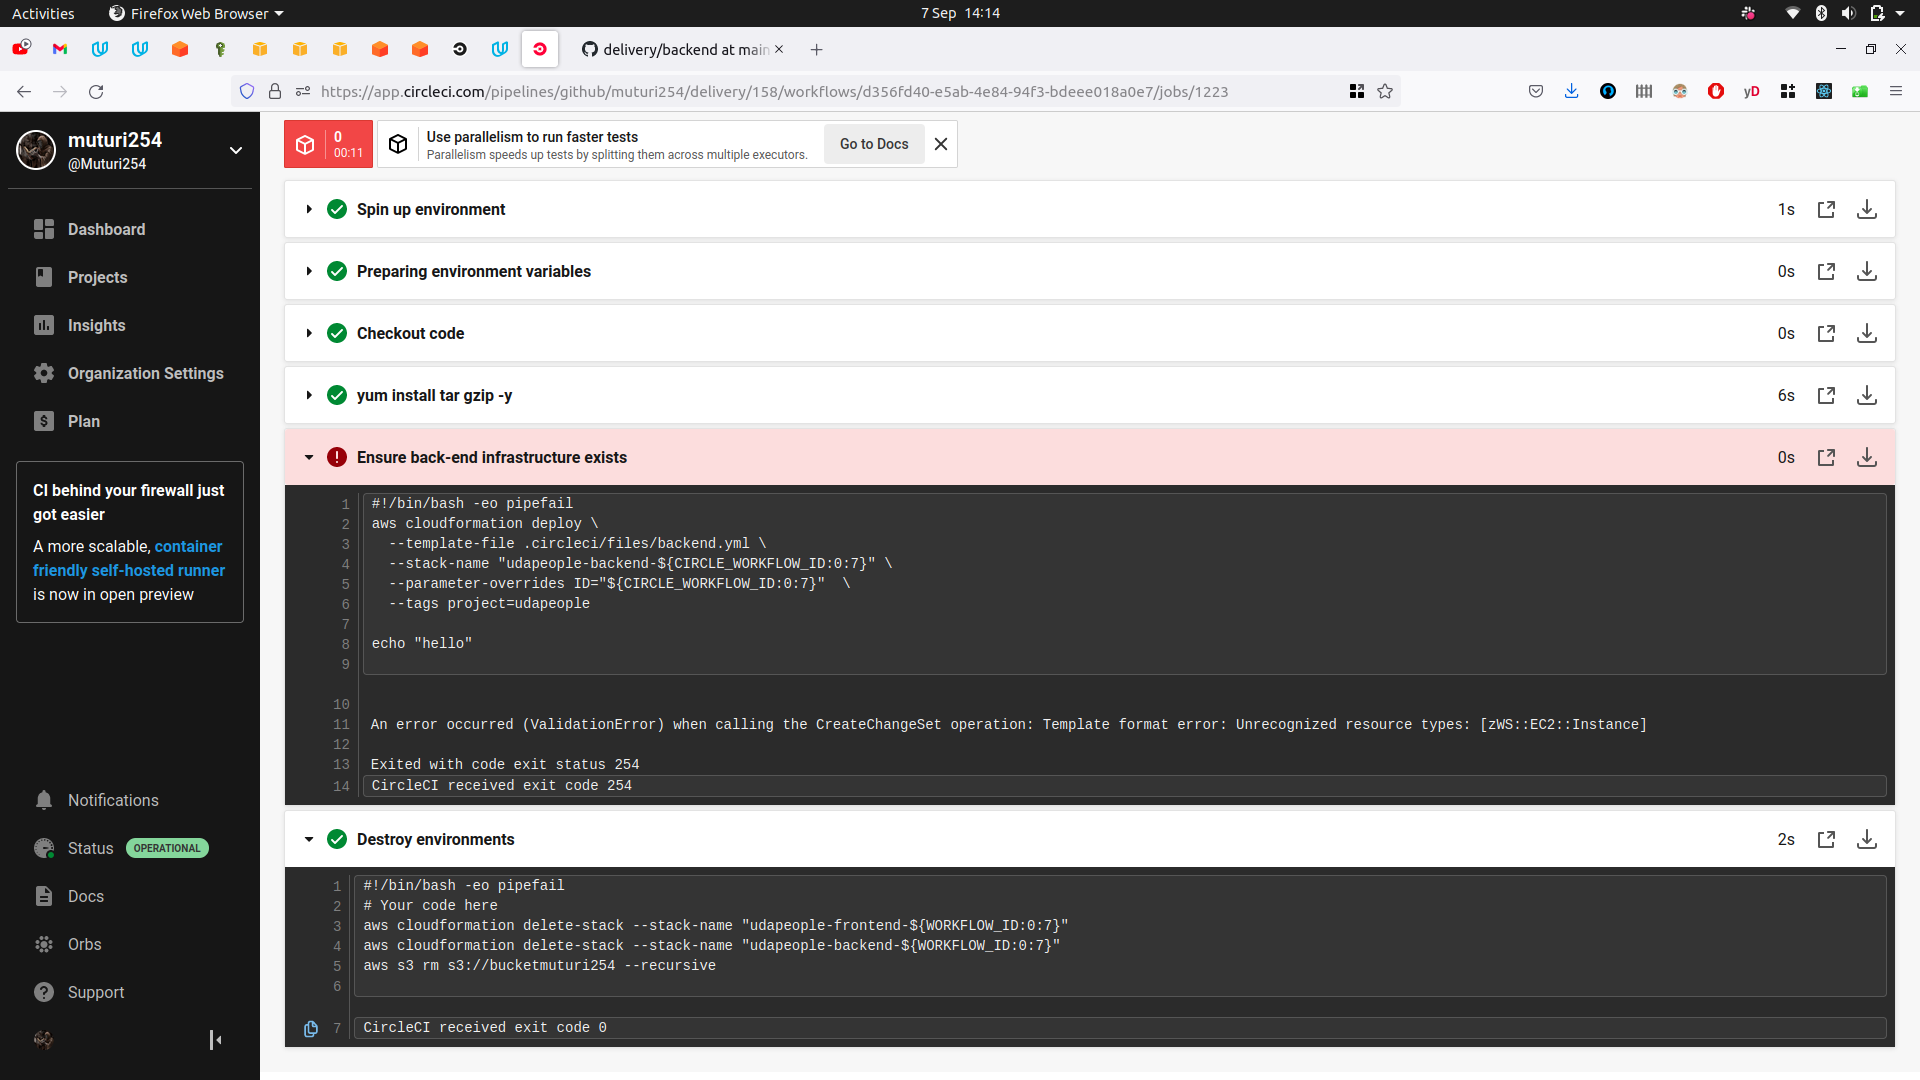 Activities
Firefox Web Browser
7 Sep 14:14
delivery/backend at main
https://app.circleci.com/pipelines/github/muturi254/delivery/158/workflows/d356fd40-e5ab-4e84-94f3-bdeee018a0e7/jobs/1223
yD
muturi254
@Muturi254
Dashboard
Projects
Insights
Organization Settings
Plan
CI behind your firewall just
got easier
A more scalable, container
friendly self-hosted runner
is now in open preview
Notifications
Status OPERATIONAL
Docs
Orbs
Support
0
00:11
Use parallelism to run faster tests
Parallelism speeds up tests by splitting them across multiple executors.
Go to Docs
Spin up environment 1s
Preparing environment variables 0s
Checkout code 0s
yum install tar gzip -y 6s
Ensure back-end infrastructure exists 0s
1 #!/bin/bash -eo pipefail
2 aws cloudformation deploy \
3 --template-file .circleci/files/backend.yml \
4 --stack-name "udapeople-backend-${CIRCLE_WORKFLOW_ID:0:7}" \
5 --parameter-overrides ID="${CIRCLE_WORKFLOW_ID:0:7}" \
6 --tags project=udapeople
7
8 echo "hello"
9
10
11 An error occurred (ValidationError) when calling the CreateChangeSet operation: Template format error: Unrecognized resource types: [zWS::EC2::Instance]
12
13 Exited with code exit status 254
14 CircleCI received exit code 254
Destroy environments 2s
1 #!/bin/bash -eo pipefail
2 # Your code here
3 aws cloudformation delete-stack --stack-name "udapeople-frontend-${WORKFLOW_ID:0:7}"
4 aws cloudformation delete-stack --stack-name "udapeople-backend-${WORKFLOW_ID:0:7}"
5 aws s3 rm s3://bucketmuturi254 --recursive
6
7 CircleCI received exit code 0